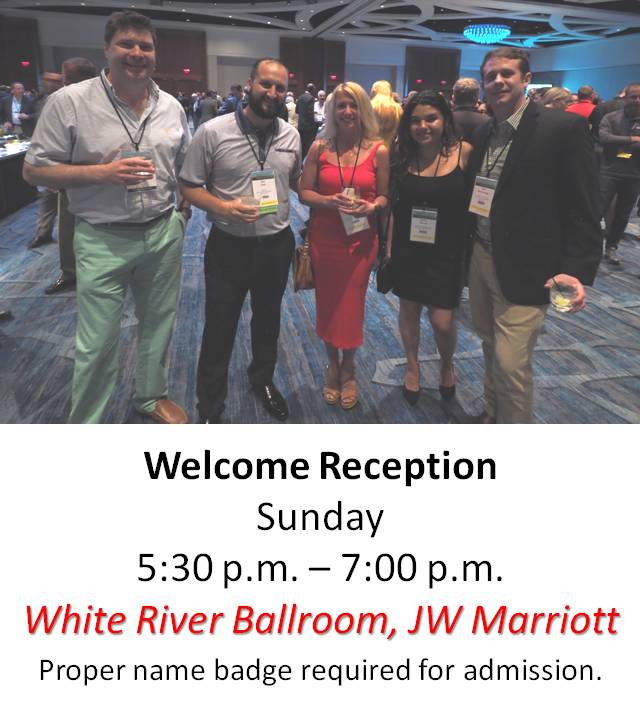 Welcome Reception
Sunday
5:30 p.m. – 7:00 p.m.
White River Ballroom, JW Marriott
Proper name badge required for admission.